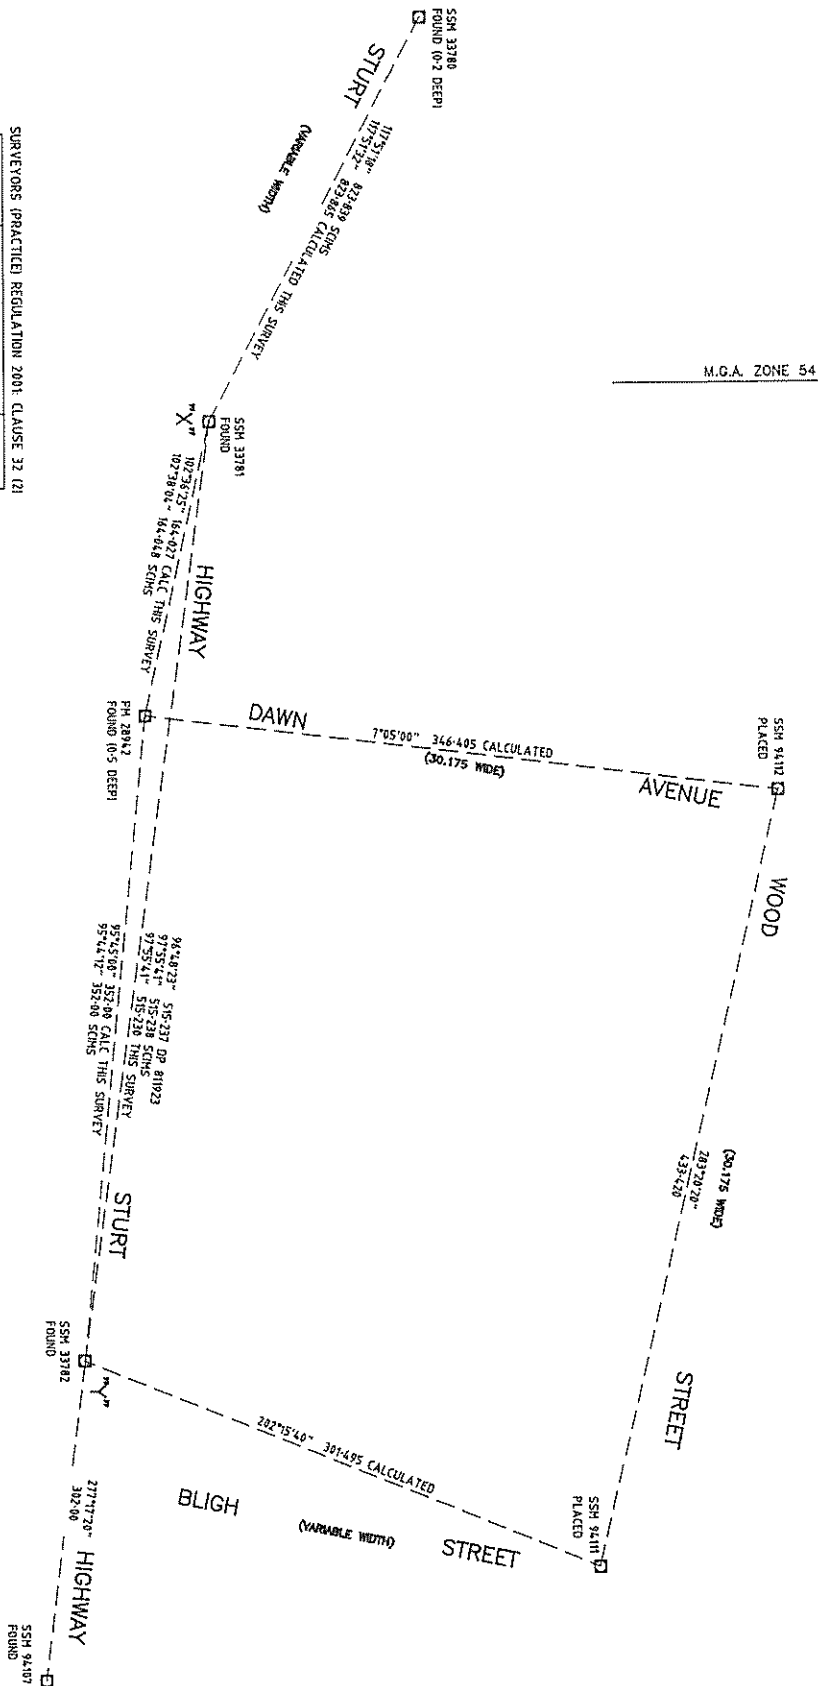 SSM 33780
FOUND (0·2 DEEP)
STURT
(VARIABLE WIDTH)
117°51'18" 823·839 SCIMS
117°51'32" 823·865 CALCULATED THIS SURVEY
M.G.A. ZONE 54
SURVEYORS (PRACTICE) REGULATION 2001: CLAUSE 32 (2)
SSM 33781
FOUND
"X"
HIGHWAY
102°36'25" 164·027 CALC THIS SURVEY
102°38'04" 164·048 SCIMS
PM 28942
FOUND (0·5 DEEP)
DAWN
AVENUE
7°05'00" 346·405 CALCULATED
(30.175 WIDE)
SSM 94112
PLACED
WOOD
STREET
(30.175 WIDE)
283°20'20"
433·420
96°48'23" 515·237 DP 811923
97°55'41" 515·238 SCIMS
97°55'41" 515·230 THIS SURVEY
95°45'00" 352·00 CALC THIS SURVEY
95°44'12" 352·00 SCIMS
STURT
SSM 33782
FOUND
"Y"
202°15'40" 301·495 CALCULATED
BLIGH
STREET
(VARIABLE WIDTH)
SSM 94111
PLACED
277°17'20"
302·00
HIGHWAY
SSM 94107
FOUND